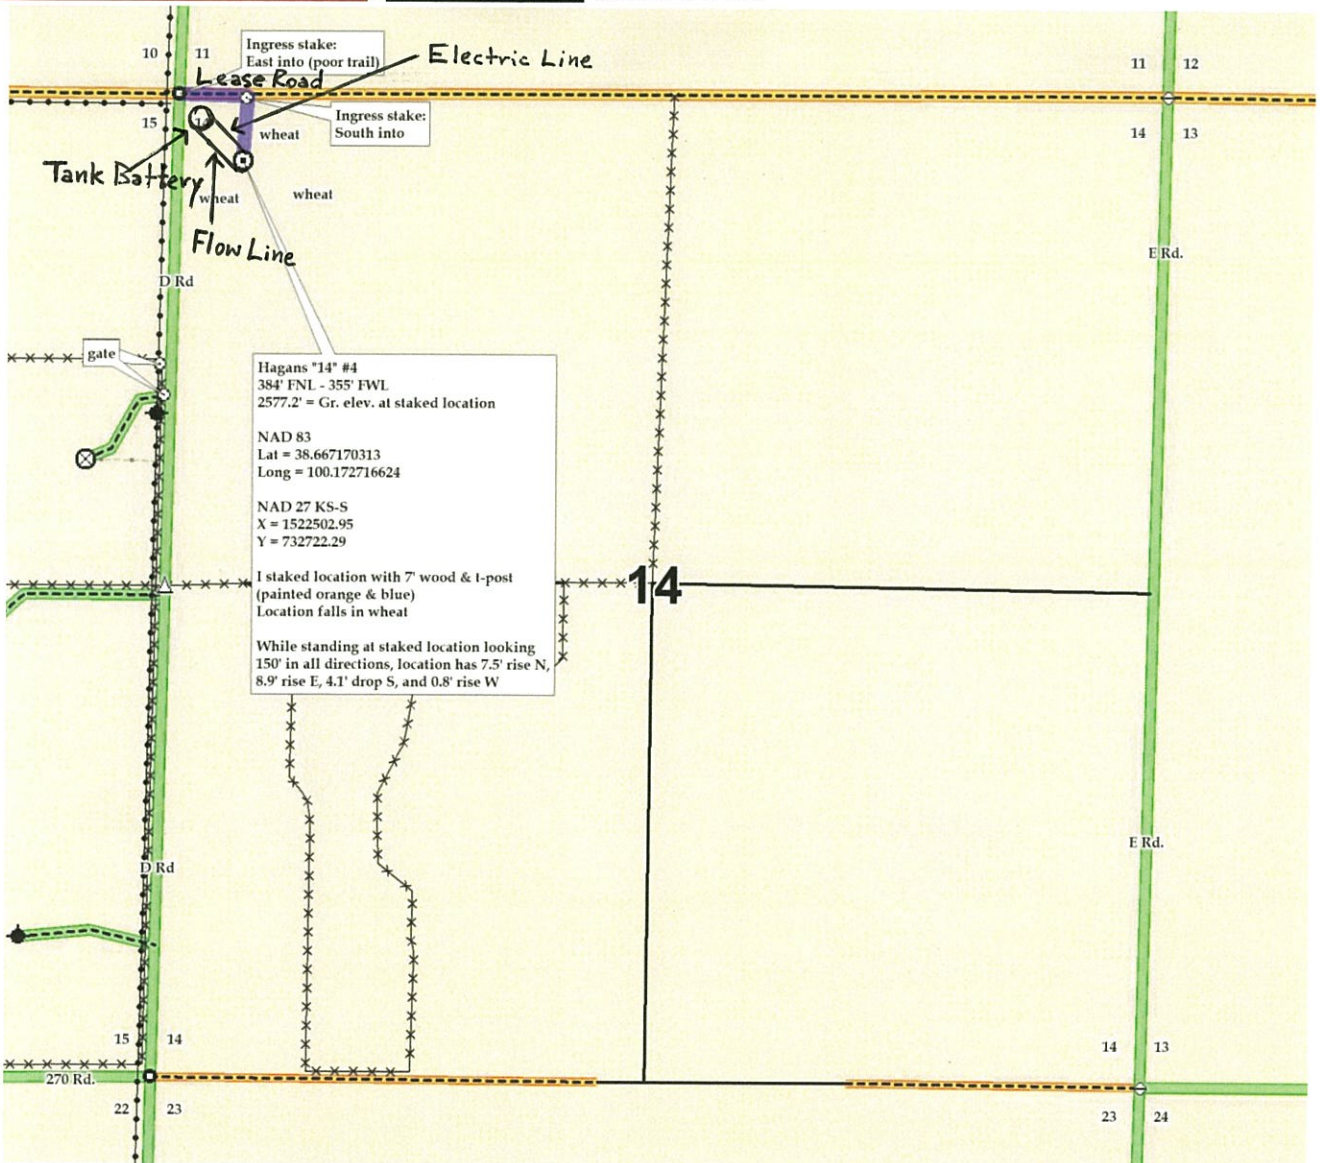 10 11
Ingress stake:
East into (poor trail)
Electric Line
Lease Road
11 12
15 14
Ingress stake:
South into
wheat
14 13
Tank Battery
wheat
wheat
Flow Line
E Rd.
D Rd
gate
Hagans "14" #4
384' FNL - 355' FWL
2577.2' = Gr. elev. at staked location
NAD 83
Lat = 38.667170313
Long = 100.172716624
NAD 27 KS-S
X = 1522502.95
Y = 732722.29
I staked location with 7' wood & t-post
(painted orange & blue)
Location falls in wheat
While standing at staked location looking
150' in all directions, location has 7.5' rise N,
8.9' rise E, 4.1' drop S, and 0.8' rise W
14
E Rd.
D Rd
15 14
14 13
270 Rd.
22 23
23 24